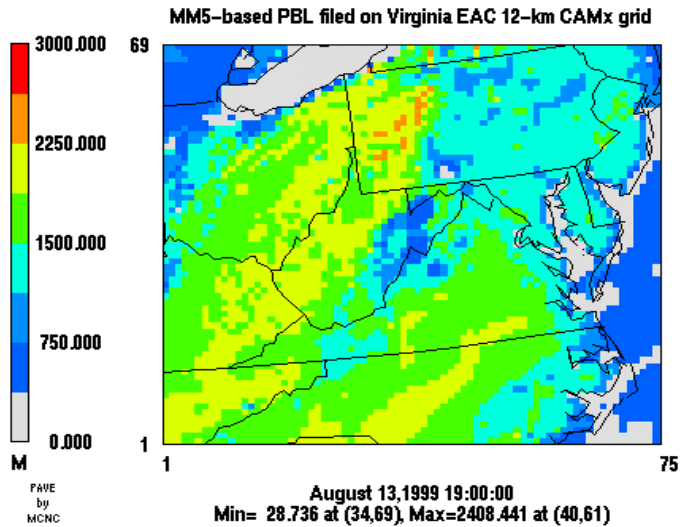 MM5-based PBL filed on Virginia EAC 12-km CAMx grid
3000.000
2250.000
1500.000
750.000
0.000
M
PAVE
by
MCNC
69
1
1
75
August 13,1999 19:00:00
Min= 28.736 at (34,69), Max=2408.441 at (40,61)